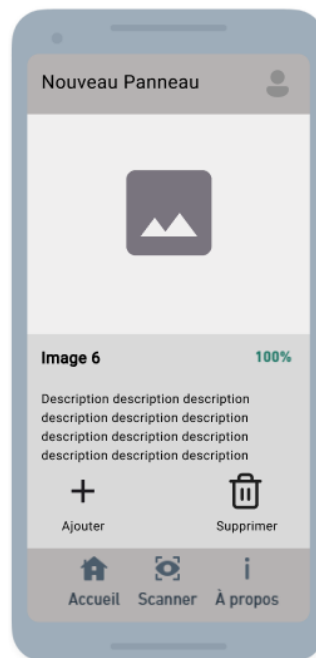 Nouveau Panneau
Image 6
100%
Description description description
description description description
description description description
description description description
Ajouter
Supprimer
Accueil
Scanner
À propos